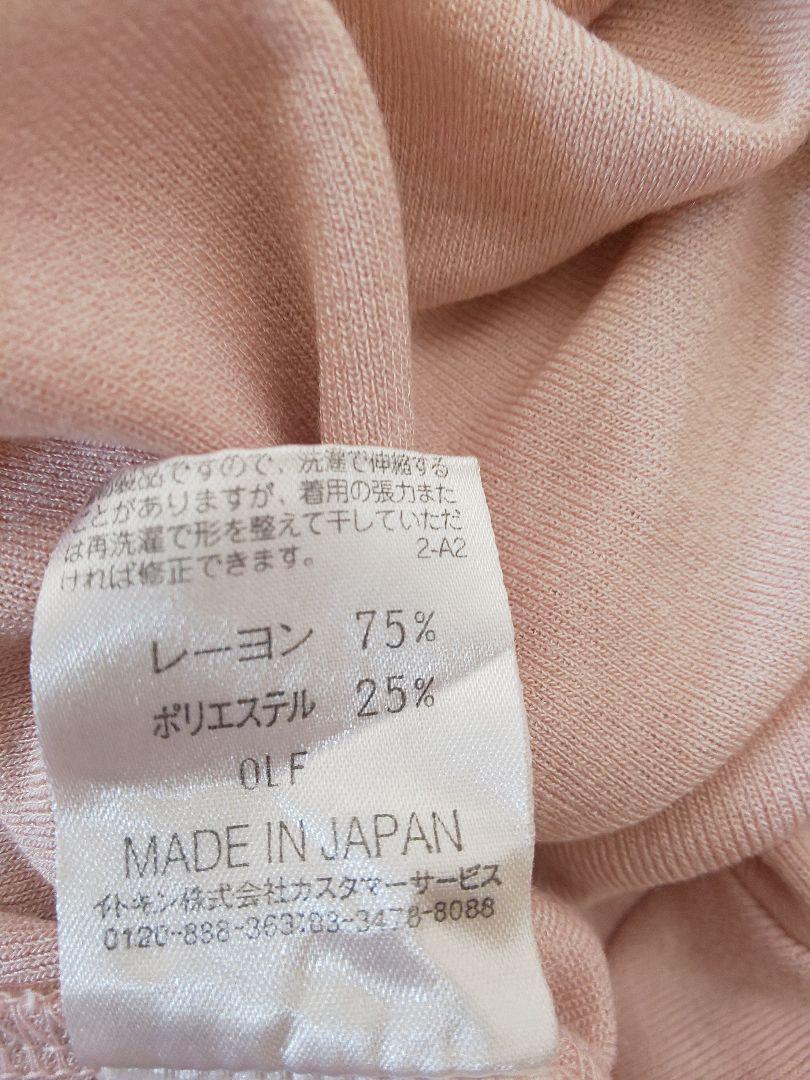 製品ですので、洗濯で伸縮する
ことがありますが、着用の張力また
は再洗濯で形を整えて干していただ
ければ修正できます。 2-A2
レーヨン 75%
ポリエステル 25%
OLF
MADE IN JAPAN
イトキン株式会社カスタマーサービス
0120-888-363